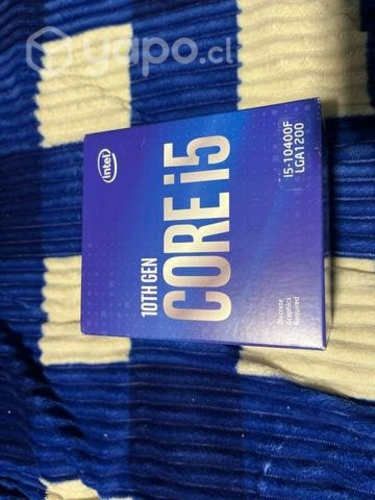 yapo.cl
intel
10TH GEN
CORE i5
i5-10400F
LGA1200
Discrete
Graphics
Required